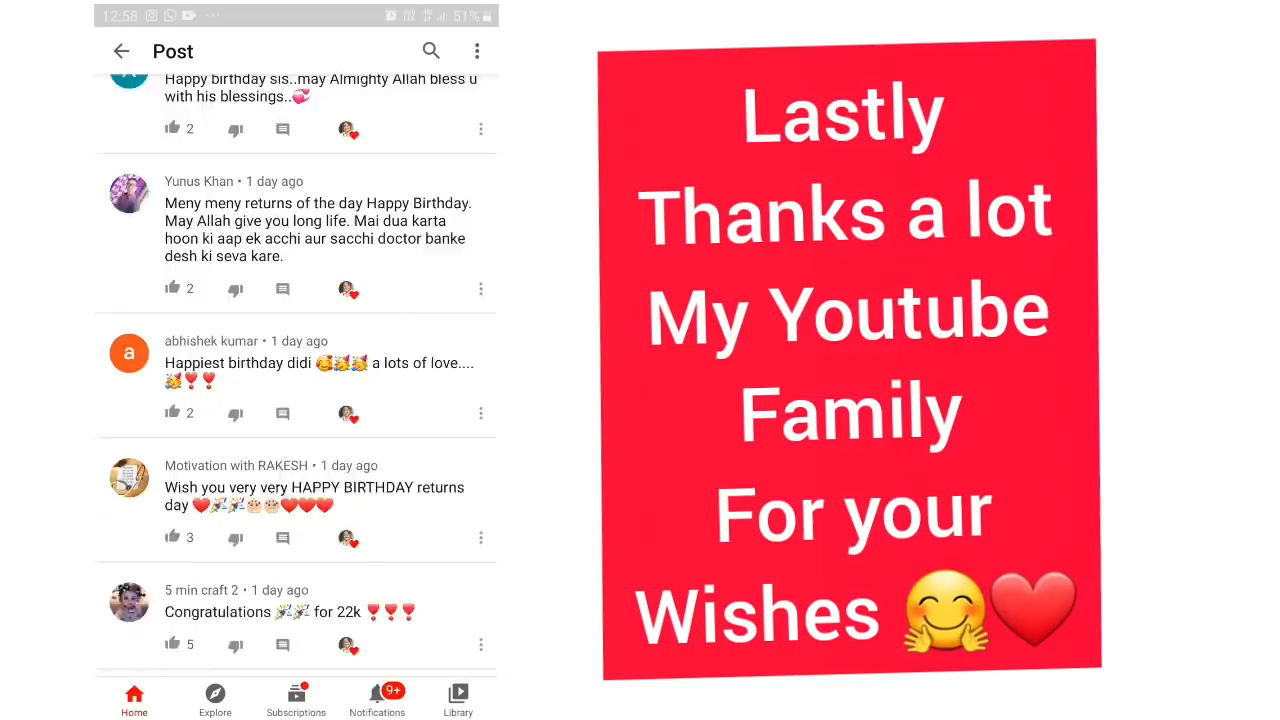 12:58
51%
Post
Happy birthday sis..may Almighty Allah bless u
with his blessings..💞
2
Yunus Khan • 1 day ago
Meny meny returns of the day Happy Birthday.
May Allah give you long life. Mai dua karta
hoon ki aap ek acchi aur sacchi doctor banke
desh ki seva kare.
2
a
abhishek kumar • 1 day ago
Happiest birthday didi 🥰🥳🥳 a lots of love....
🥳❣️❣️
2
Motivation with RAKESH • 1 day ago
Wish you very very HAPPY BIRTHDAY returns
day ❤️🎉🎉🎂🎂❤️❤️❤️
3
5 min craft 2 • 1 day ago
Congratulations 🎉🎉 for 22k ❣️❣️❣️
5
Home
Explore
Subscriptions
9+
Notifications
Library
Lastly
Thanks a lot
My Youtube
Family
For your
Wishes 🤗❤️